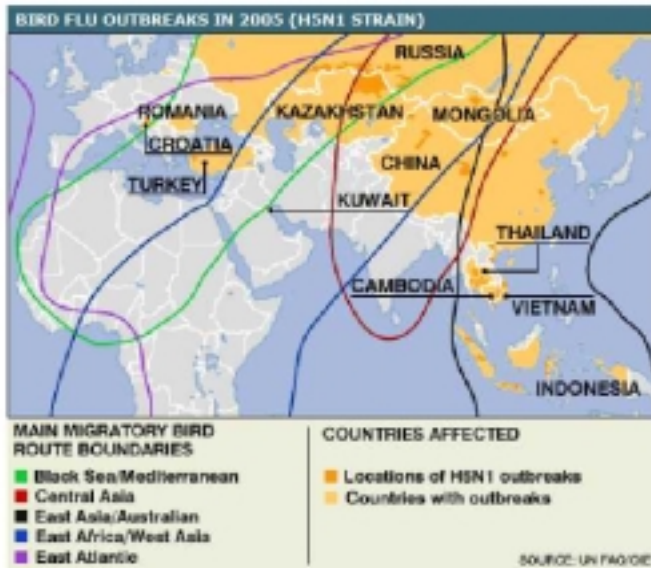 BIRD FLU OUTBREAKS IN 2005 (H5N1 STRAIN)
RUSSIA
ROMANIA
KAZAKHSTAN
MONGOLIA
CROATIA
CHINA
TURKEY
KUWAIT
THAILAND
CAMBODIA
VIETNAM
INDONESIA
MAIN MIGRATORY BIRD
ROUTE BOUNDARIES
Black Sea/Mediterranean
Central Asia
East Asia/Australian
East Africa/West Asia
East Atlantic
COUNTRIES AFFECTED
Locations of H5N1 outbreaks
Countries with outbreaks
SOURCE: UN FAO/OIE